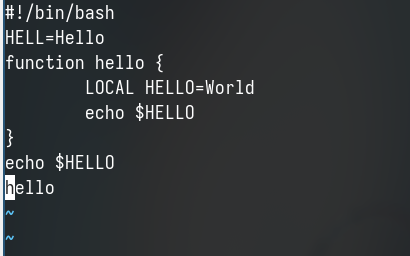 #!/bin/bash
HELL=Hello
function hello {
        LOCAL HELLO=World
        echo $HELLO
}
echo $HELLO
hello
~
~